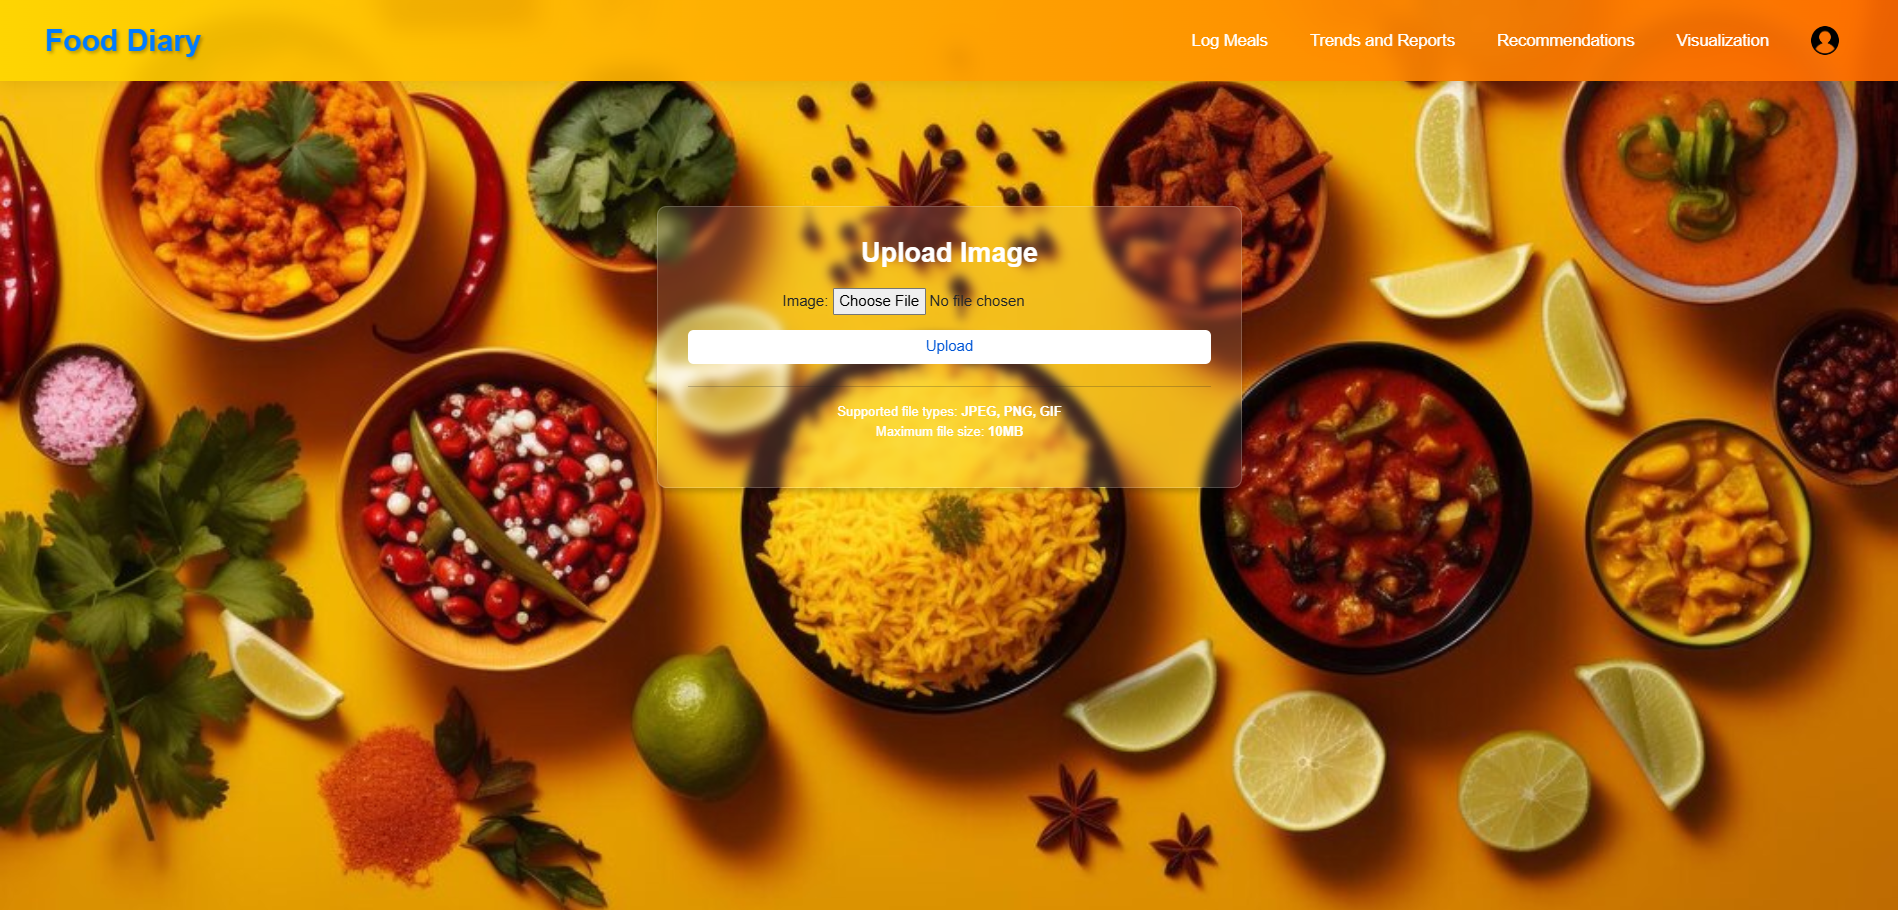 Food Diary
Log Meals Trends and Reports Recommendations Visualization
Upload Image
Image: Choose File No file chosen
Upload
Supported file types: JPEG, PNG, GIF
Maximum file size: 10MB